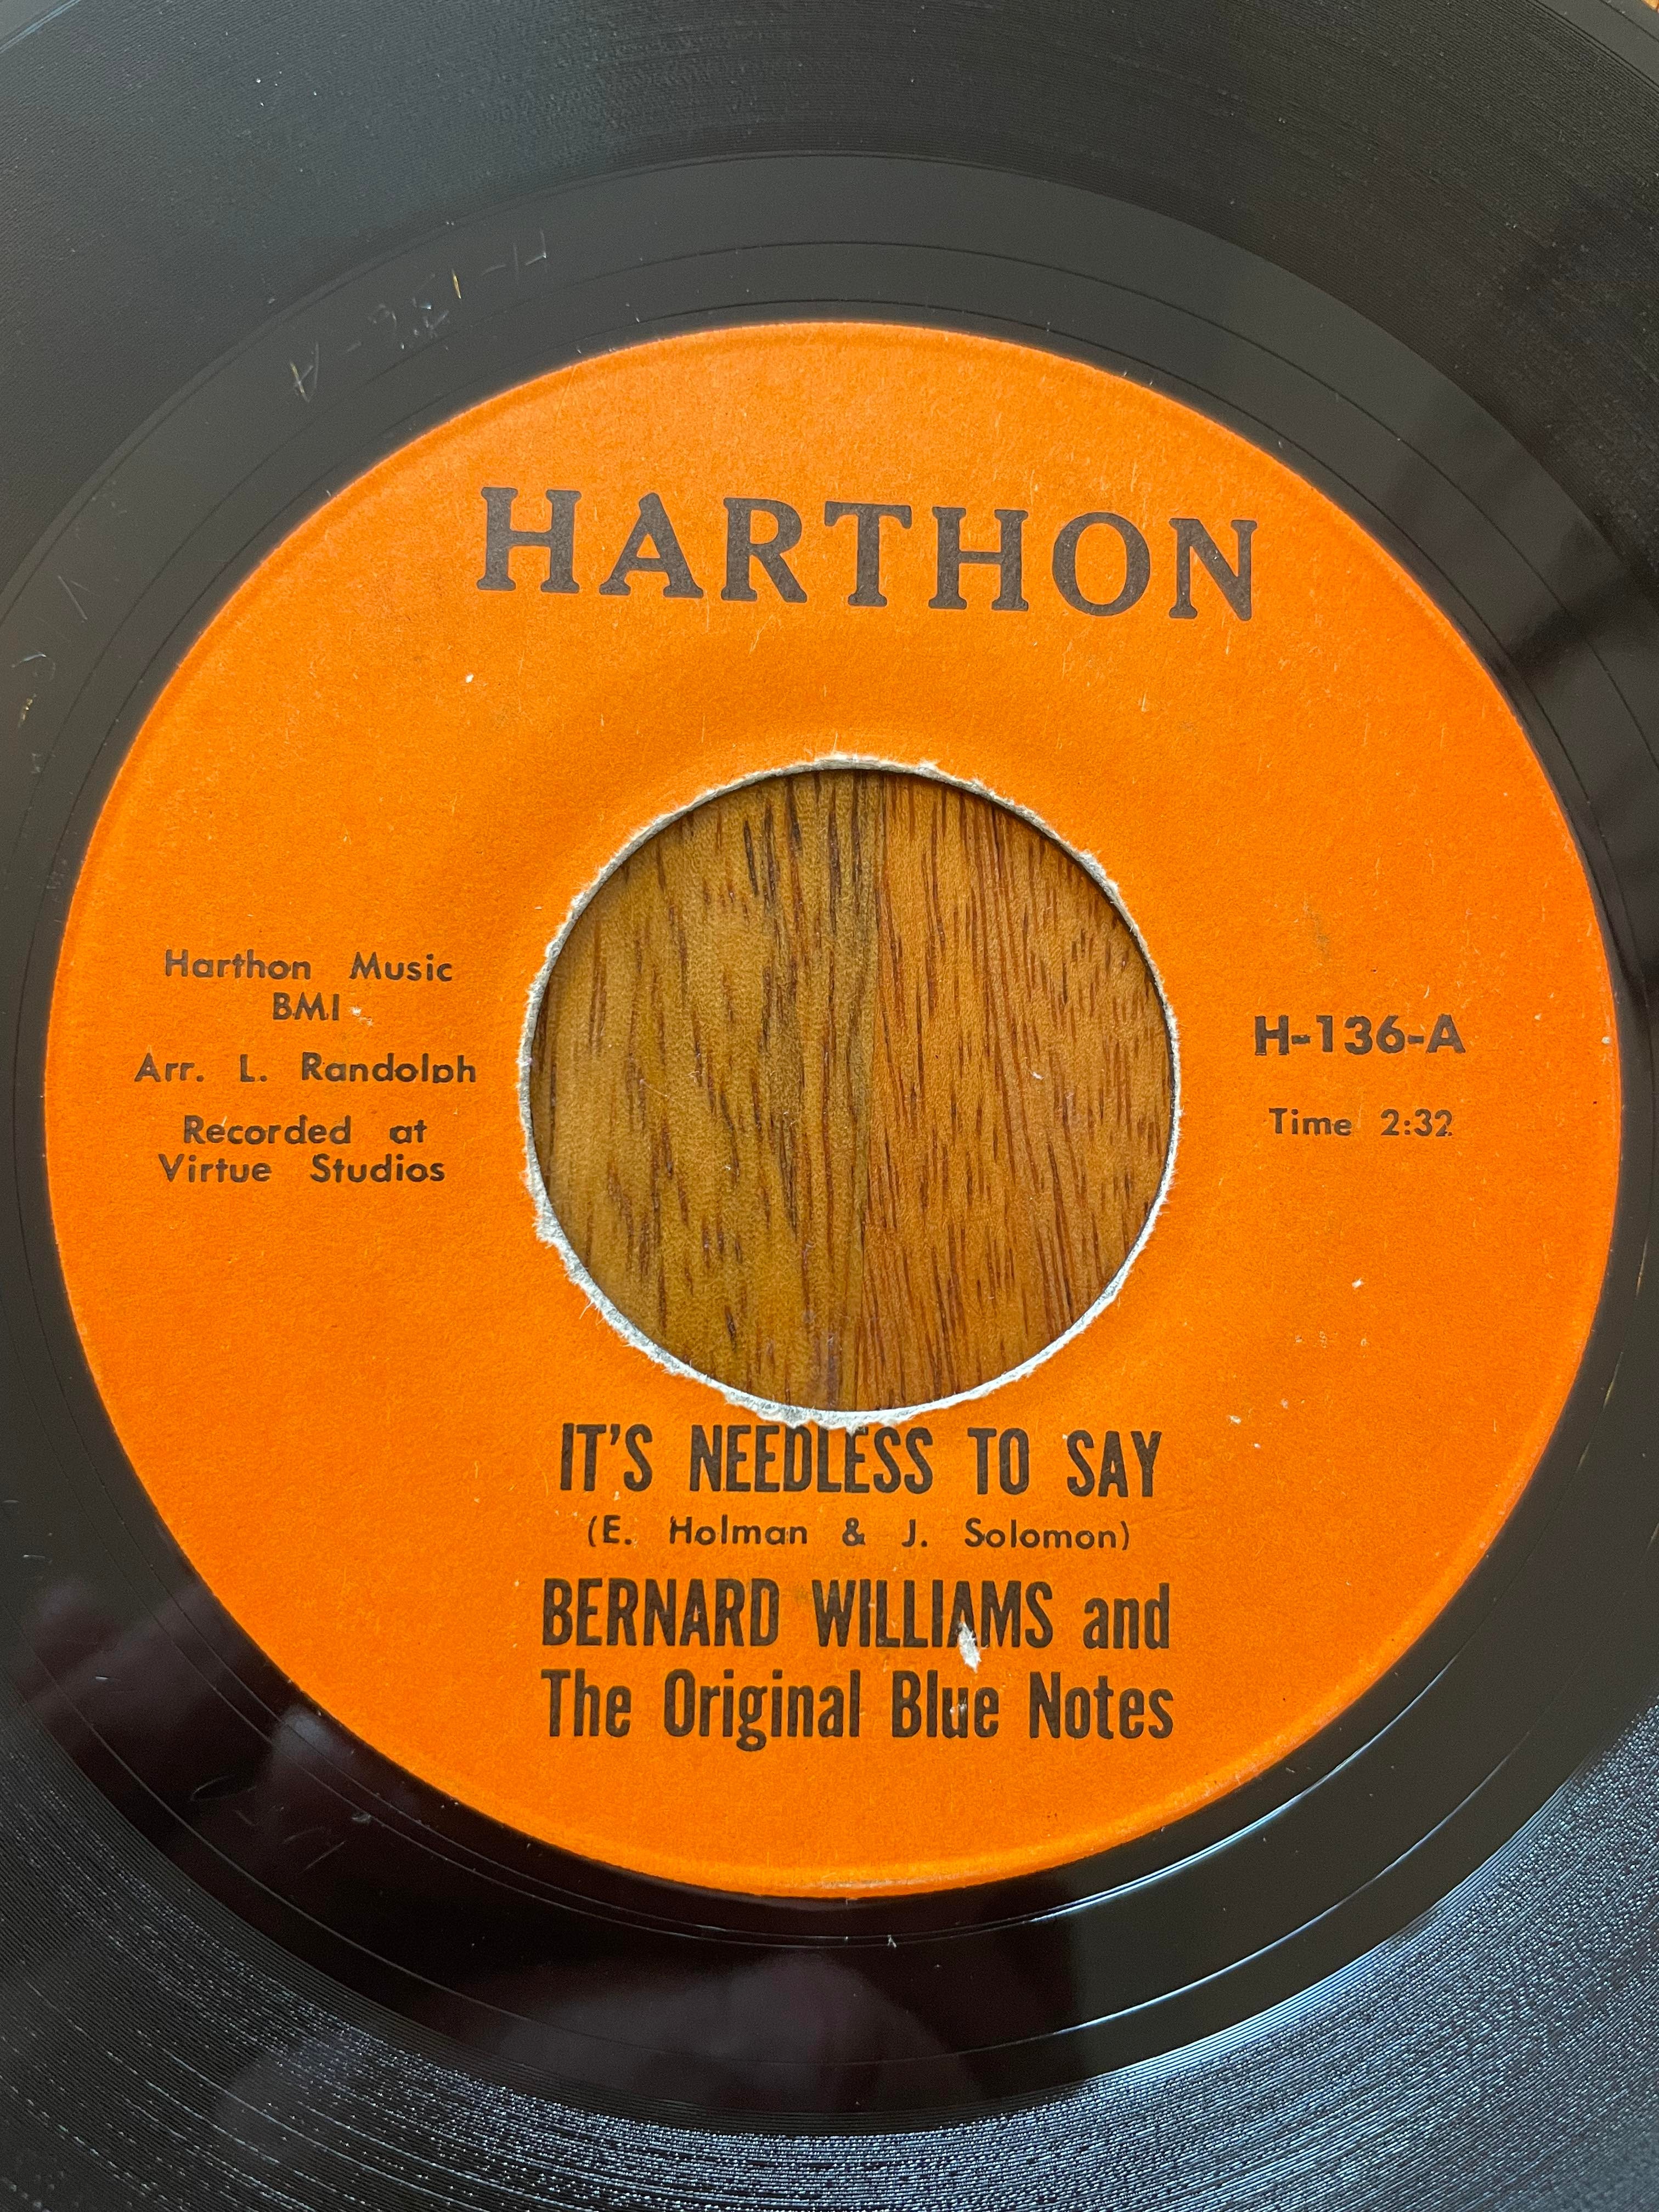 HARTHON
Harthon Music
BMI
Arr. L. Randolph
Recorded at
Virtue Studios
H-136-A
Time 2:32
IT'S NEEDLESS TO SAY
(E. Holman & J. Solomon)
BERNARD WILLIAMS and
The Original Blue Notes